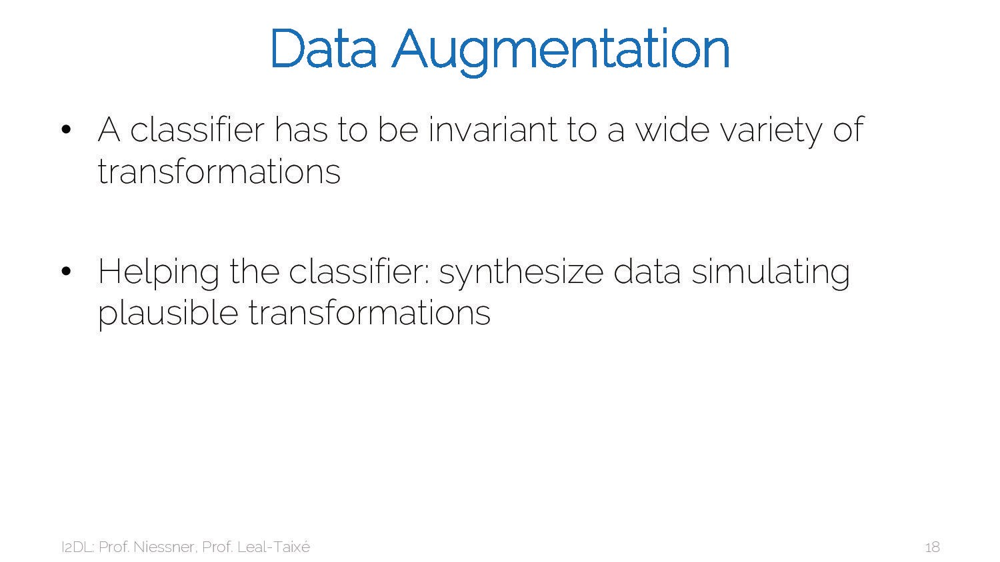 Data Augmentation
• A classifier has to be invariant to a wide variety of
transformations
• Helping the classifier: synthesize data simulating
plausible transformations
I2DL: Prof. Niessner, Prof. Leal-Taixé
18